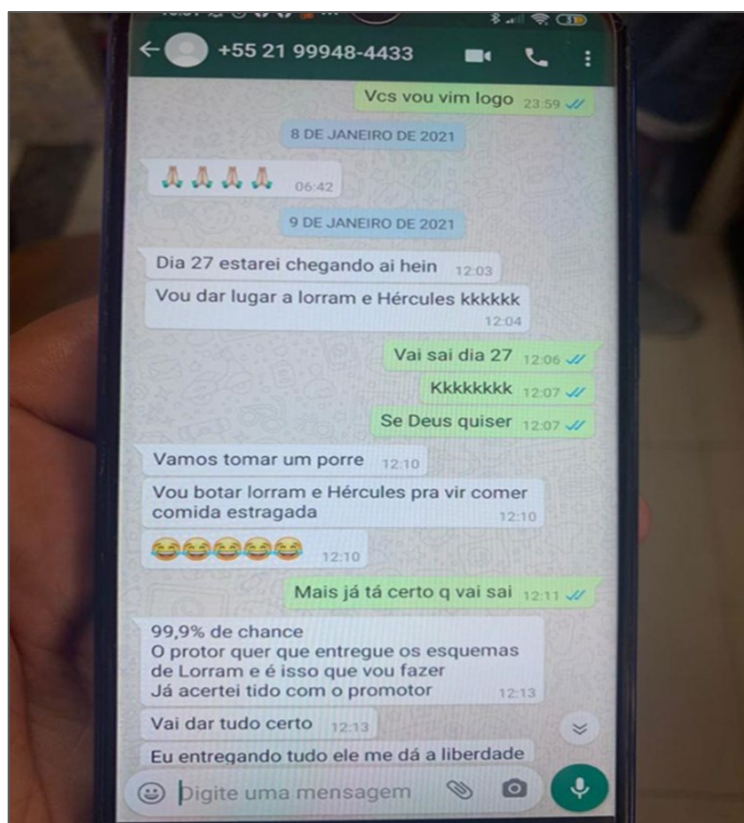 +55 21 99948-4433
Vcs vou vim logo 23:59
8 DE JANEIRO DE 2021
🙏🙏🙏🙏 06:42
9 DE JANEIRO DE 2021
Dia 27 estarei chegando ai hein 12:03
Vou dar lugar a lorram e Hércules kkkkkk
12:04
Vai sai dia 27 12:06
Kkkkkkkk 12:07
Se Deus quiser 12:07
Vamos tomar um porre 12:10
Vou botar lorram e Hércules pra vir comer
comida estragada 12:10
😂😂😂😂😂 12:10
Mais já tá certo q vai sai 12:11
99,9% de chance
O protor quer que entregue os esquemas
de Lorram e é isso que vou fazer
Já acertei tido com o promotor 12:13
Vai dar tudo certo 12:13
Eu entregando tudo ele me dá a liberdade
Digite uma mensagem